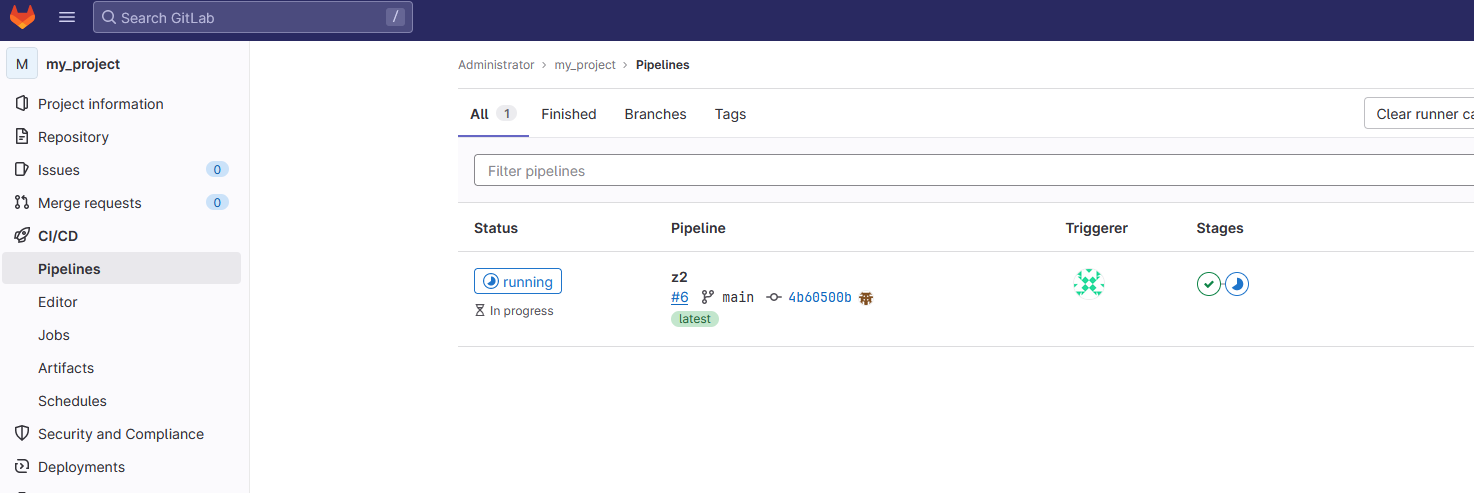 Search GitLab /
M my_project
Administrator › my_project › Pipelines
Project information
Repository
Issues 0
Merge requests 0
CI/CD
Pipelines
Editor
Jobs
Artifacts
Schedules
Security and Compliance
Deployments
All 1 Finished Branches Tags Clear runner ca
Filter pipelines
Status Pipeline Triggerer Stages
running
In progress
z2
#6 main 4b60500b
latest